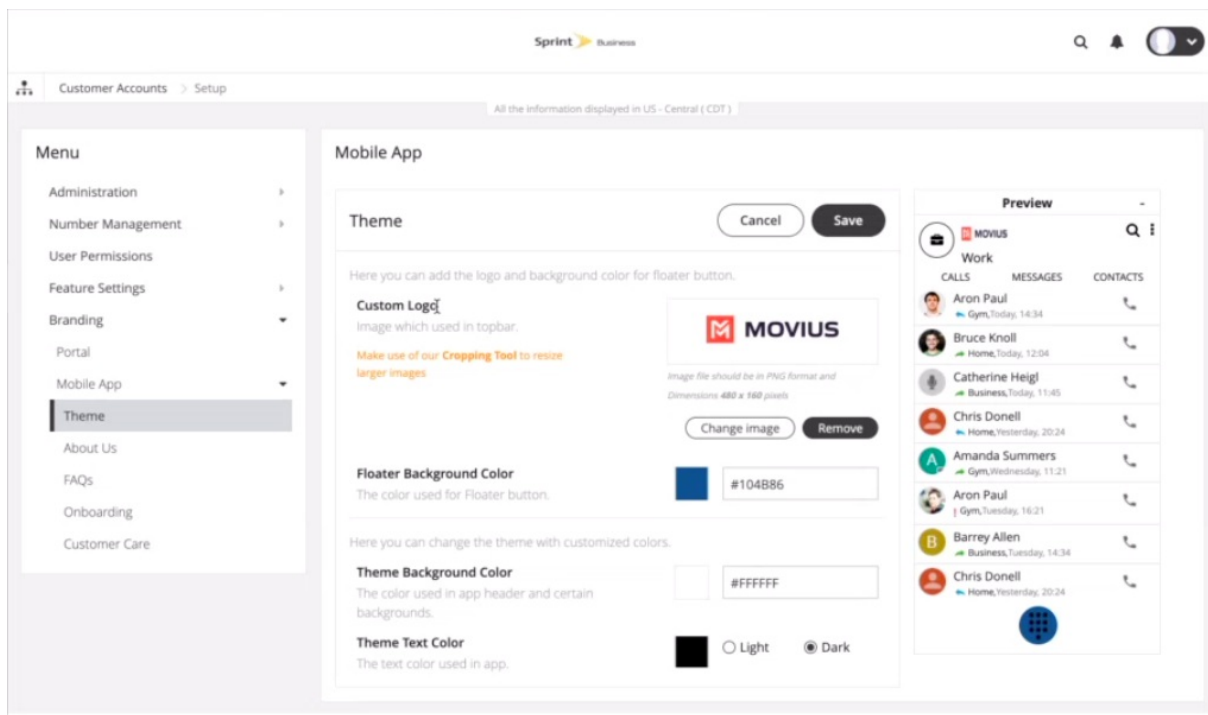 Sprint Business
Customer Accounts > Setup
All the information displayed in US - Central ( CDT )
Menu
Administration
Number Management
User Permissions
Feature Settings
Branding
Portal
Mobile App
Theme
About Us
FAQs
Onboarding
Customer Care
Mobile App
Theme
Cancel
Save
Here you can add the logo and background color for floater button.
Custom Logo
Image which used in topbar.
Make use of our Cropping Tool to resize
larger images
MOVIUS
Image file should be in PNG format and
Dimensions 480 x 160 pixels
Change image
Remove
Floater Background Color
The color used for Floater button.
#104B86
Here you can change the theme with customized colors.
Theme Background Color
The color used in app header and certain
backgrounds.
#FFFFFF
Theme Text Color
The text color used in app.
Light
Dark
Preview -
MOVIUS
Work
CALLS MESSAGES CONTACTS
Aron Paul
Gym,Today, 14:34
Bruce Knoll
Home,Today, 12:04
Catherine Heigl
Business,Today, 11:45
Chris Donell
Home,Yesterday, 20:24
A
Amanda Summers
Gym,Wednesday, 11:21
Aron Paul
Gym,Tuesday, 16:21
B
Barrey Allen
Business,Tuesday, 14:34
Chris Donell
Home,Yesterday, 20:24